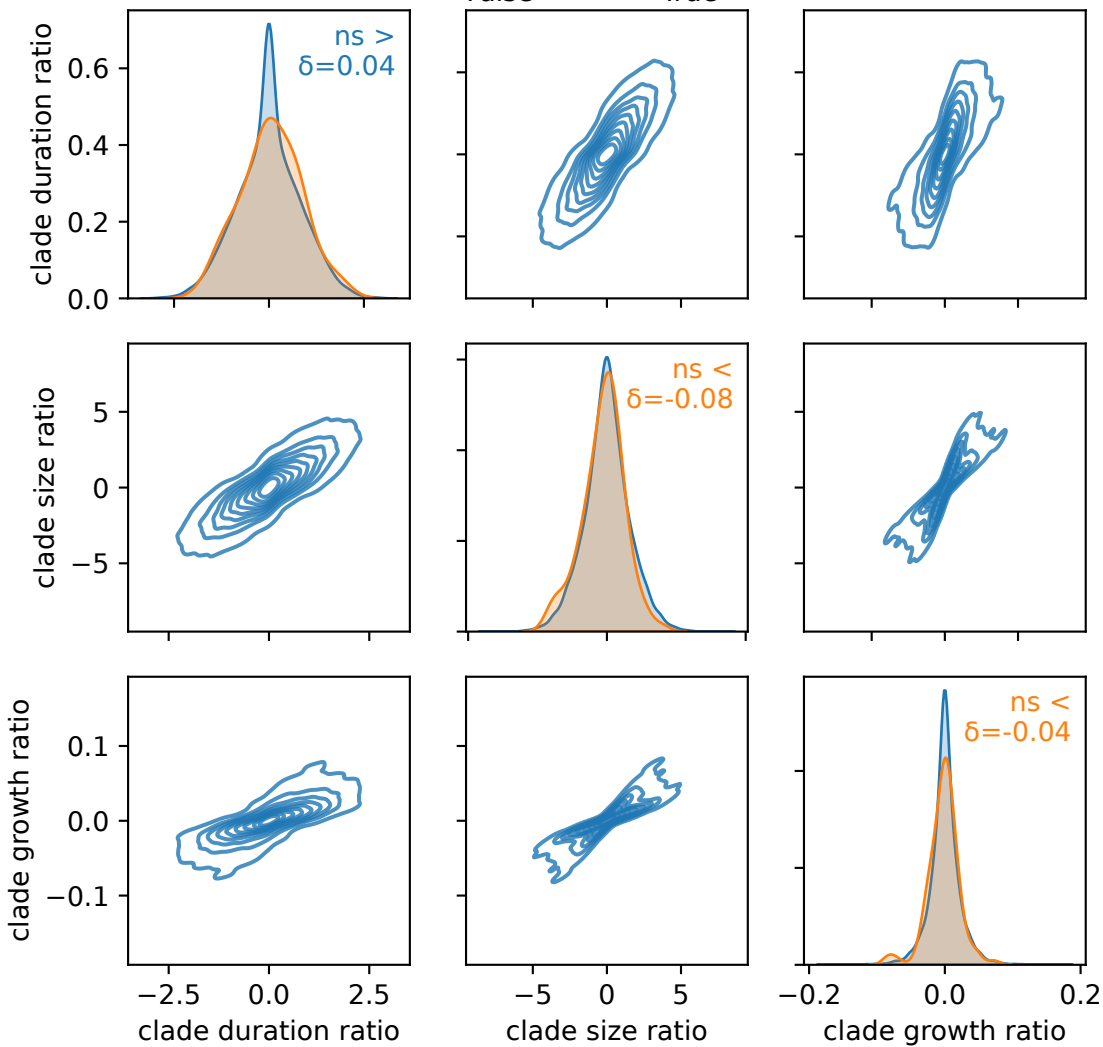 clade duration ratio
0.6
0.4
0.2
0.0
ns >
δ=0.04
clade size ratio
5
0
−5
ns <
δ=-0.08
clade growth ratio
0.1
0.0
−0.1
ns <
δ=-0.04
−2.5 0.0 2.5
−5 0 5
−0.2 0.0 0.2
clade duration ratio
clade size ratio
clade growth ratio